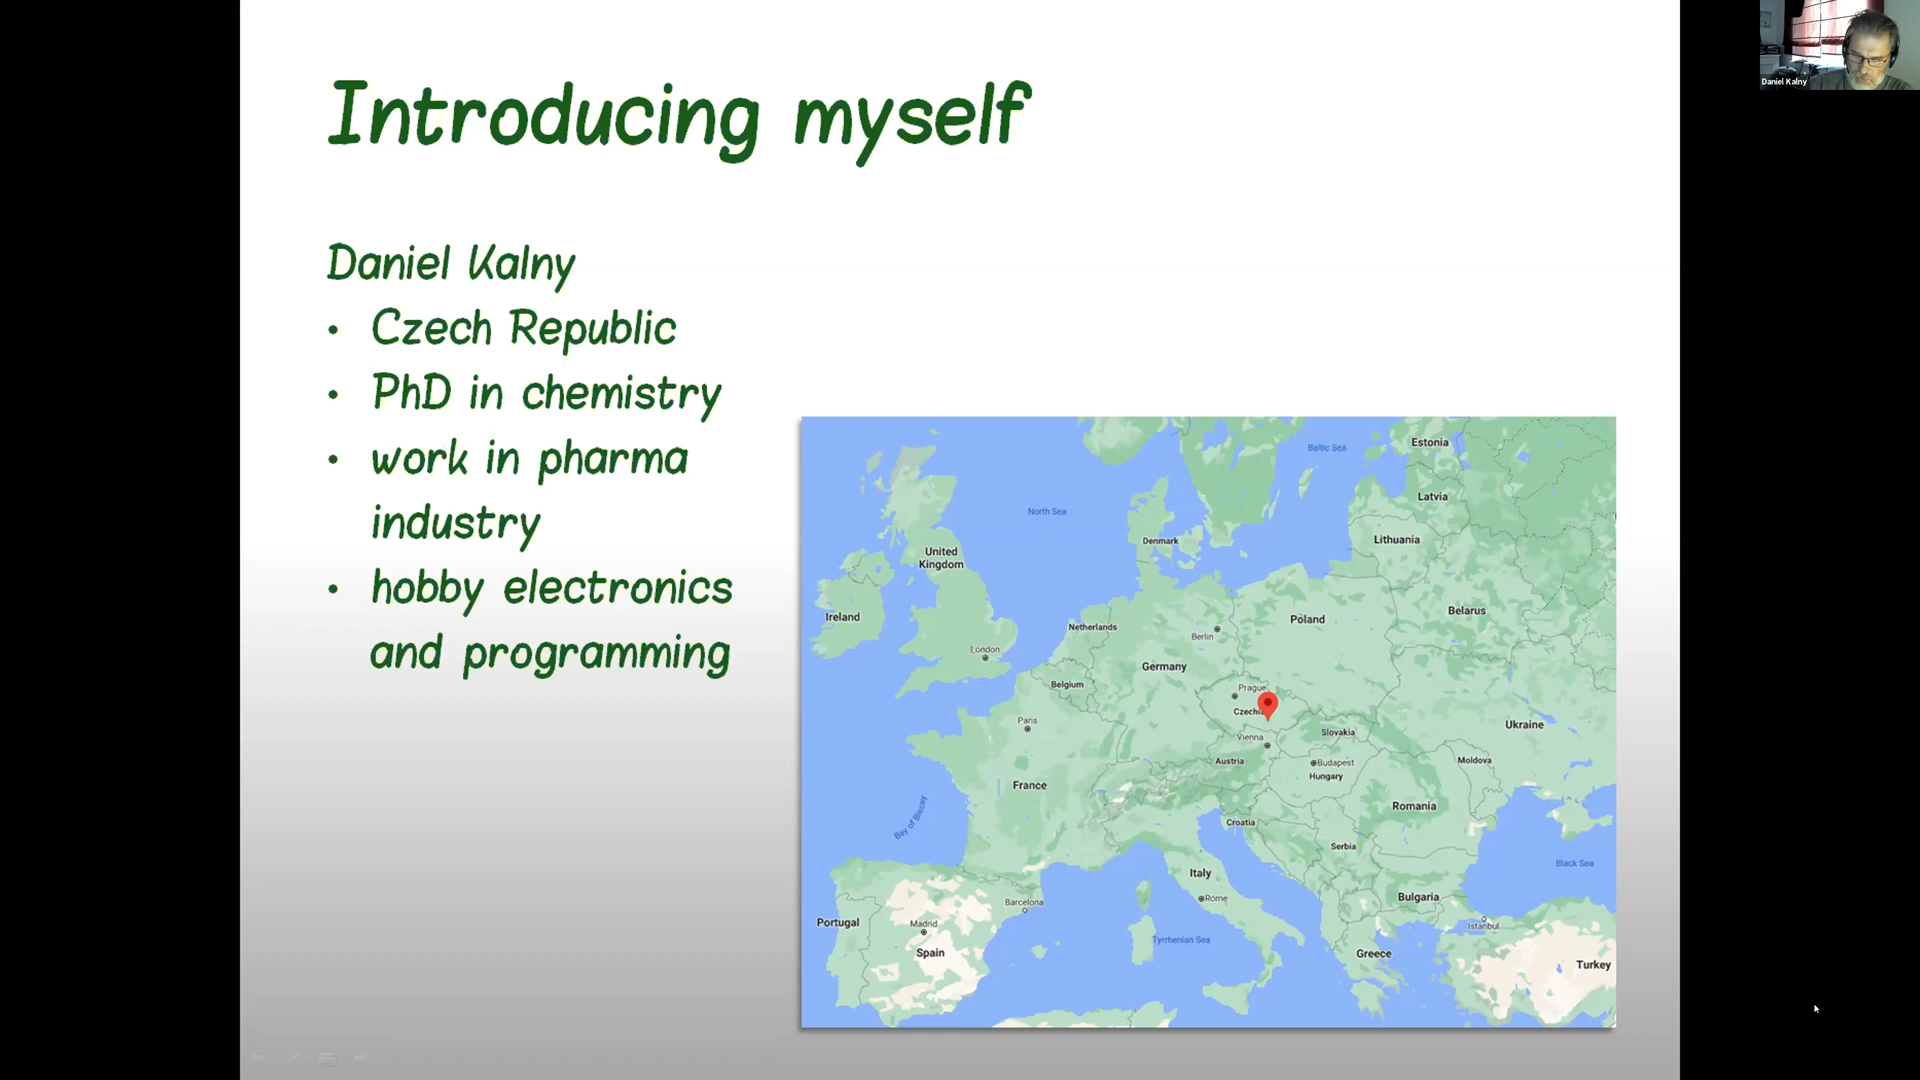 Introducing myself
Daniel Kalny
Daniel Kalny
• Czech Republic
• PhD in chemistry
• work in pharma
industry
• hobby electronics
and programming
Baltic Sea
Estonia
Latvia
North Sea
Lithuania
Denmark
United
Kingdom
Belarus
Ireland
Poland
Netherlands
Berlin
London
Germany
Belgium
Prague
Czechia
Paris
Ukraine
Slovakia
Vienna
Austria
Budapest
Hungary
Moldova
France
Romania
Bay of Biscay
Croatia
Serbia
Black Sea
Italy
Rome
Bulgaria
Barcelona
Portugal
Madrid
Istanbul
Tyrrhenian Sea
Spain
Greece
Turkey